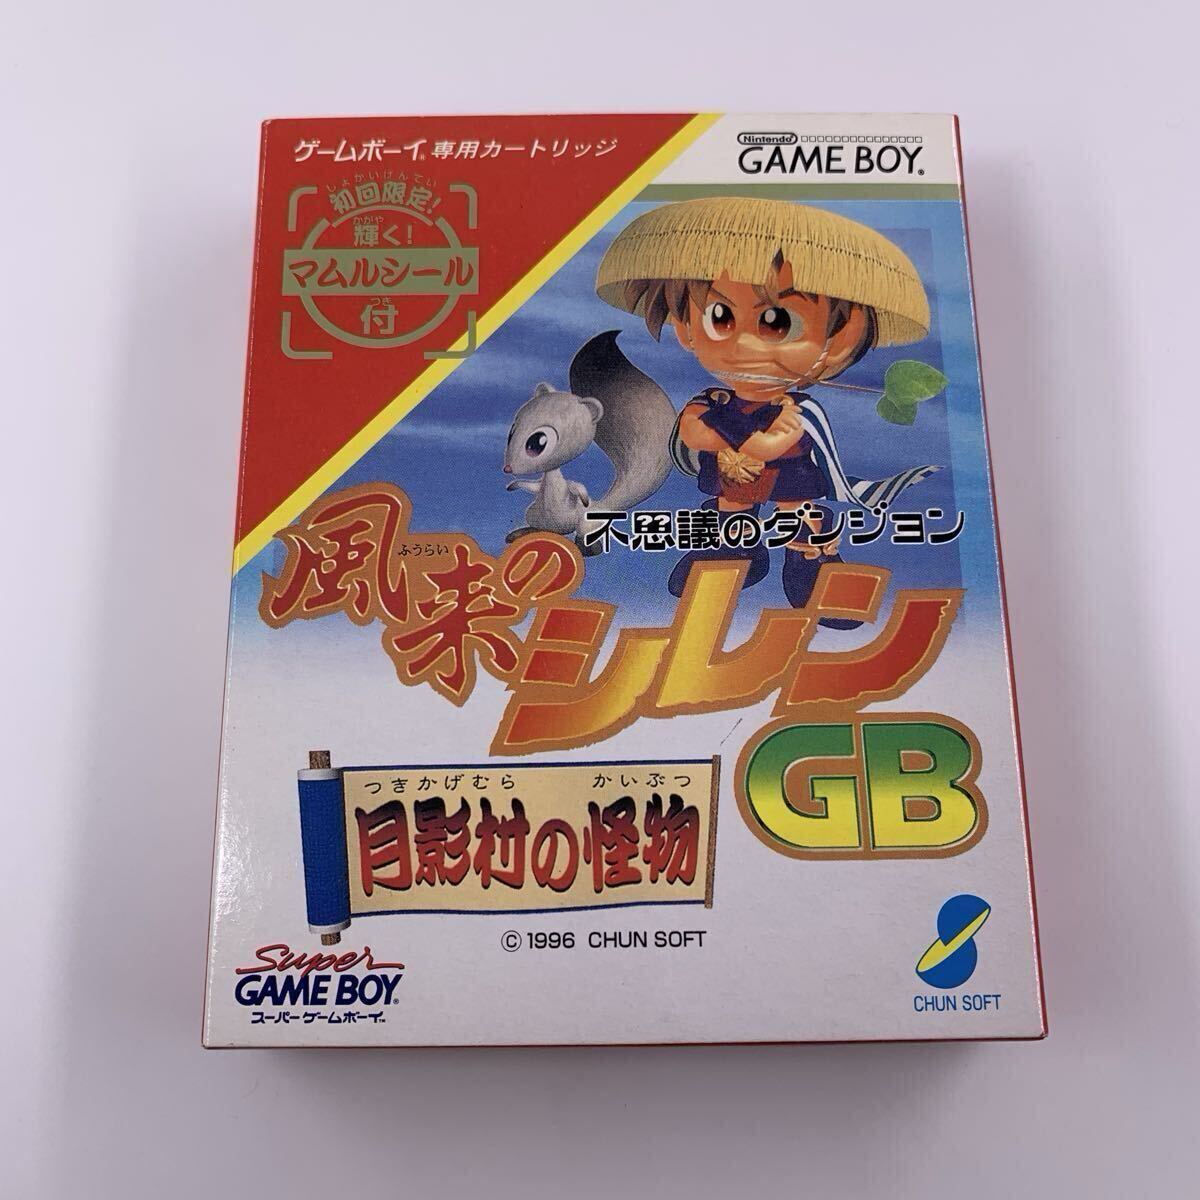 ゲームボーイ®専用カートリッジ
しょかいげんてい
初回限定!
かがや
輝く!
マムルシール
つき
付
Nintendo
GAME BOY®
不思議のダンジョン
ふうらい
風来の
シレン
GB
つきかげむら かいぶつ
月影村の怪物
© 1996 CHUN SOFT
Super
GAME BOY®
スーパーゲームボーイ™
CHUN SOFT